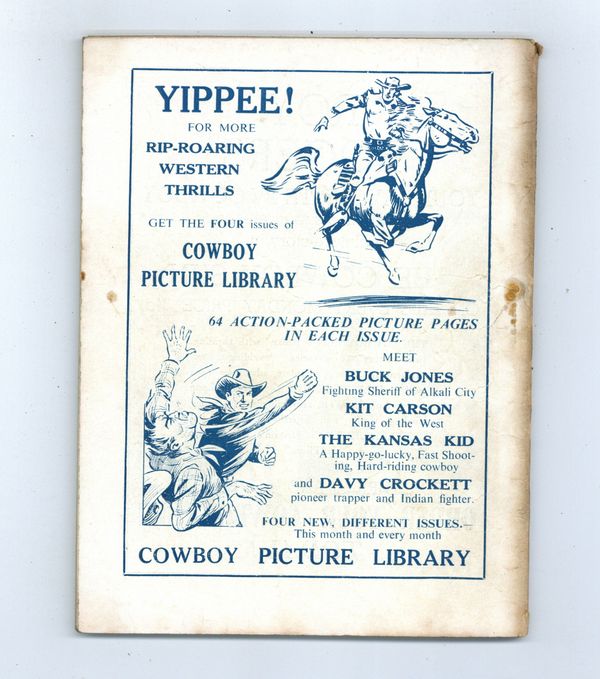 YIPPEE!
FOR MORE
RIP-ROARING
WESTERN
THRILLS
GET THE FOUR issues of
COWBOY
PICTURE LIBRARY
64 ACTION-PACKED PICTURE PAGES
IN EACH ISSUE.
MEET
BUCK JONES
Fighting Sheriff of Alkali City
KIT CARSON
King of the West
THE KANSAS KID
A Happy-go-lucky, Fast Shoot-
ing, Hard-riding cowboy
and DAVY CROCKETT
pioneer trapper and Indian fighter.
FOUR NEW, DIFFERENT ISSUES.—
This month and every month
COWBOY PICTURE LIBRARY